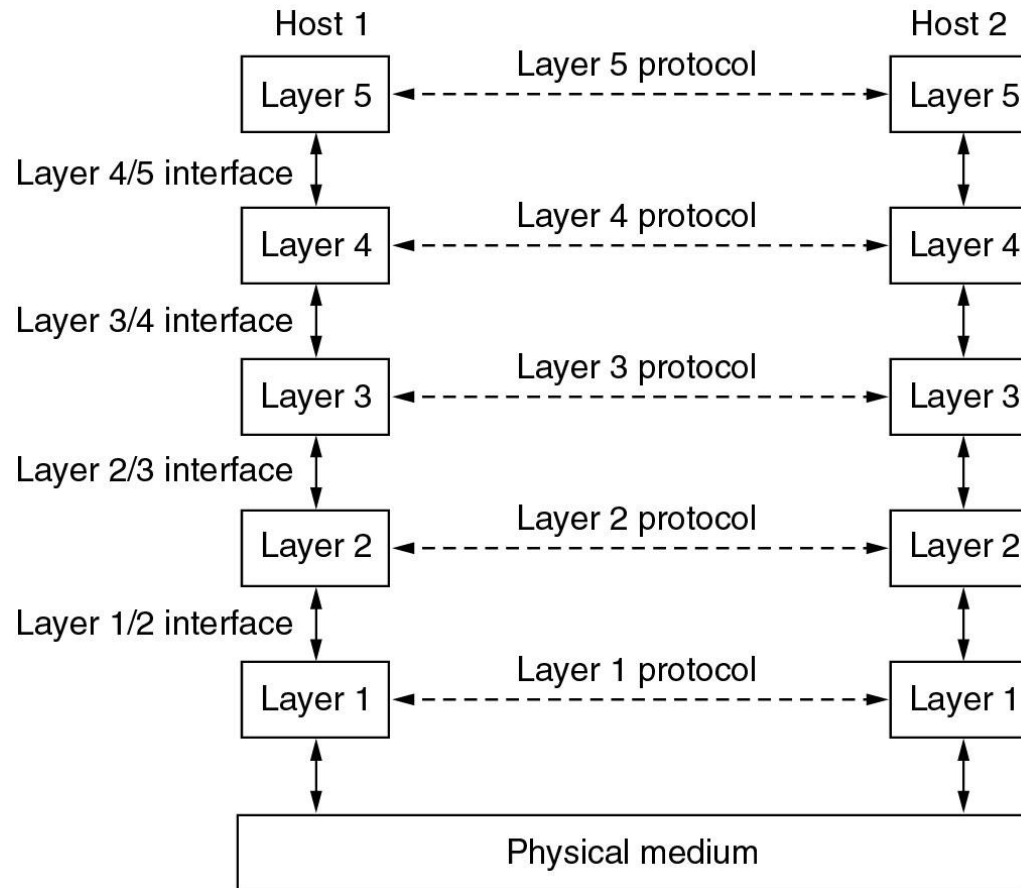 Host 1
Host 2
Layer 5 protocol
Layer 5
Layer 5
Layer 4/5 interface
Layer 4 protocol
Layer 4
Layer 4
Layer 3/4 interface
Layer 3 protocol
Layer 3
Layer 3
Layer 2/3 interface
Layer 2 protocol
Layer 2
Layer 2
Layer 1/2 interface
Layer 1 protocol
Layer 1
Layer 1
Physical medium